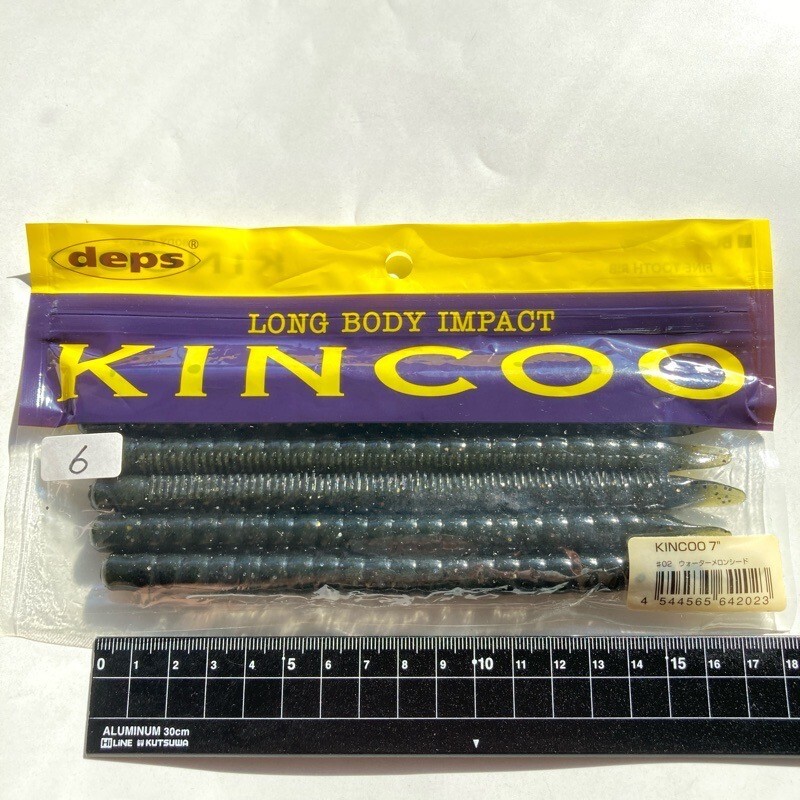 deps®
LONG BODY IMPACT
KINCOO
6
KINCOO 7"
#02 ウォーターメロンシード
4 544565 642023
0 1 2 3 4 5 6 7 8 9 10 11 12 13 14 15 16 17 18
ALUMINUM 30cm
Hi LINE KUTSUWA